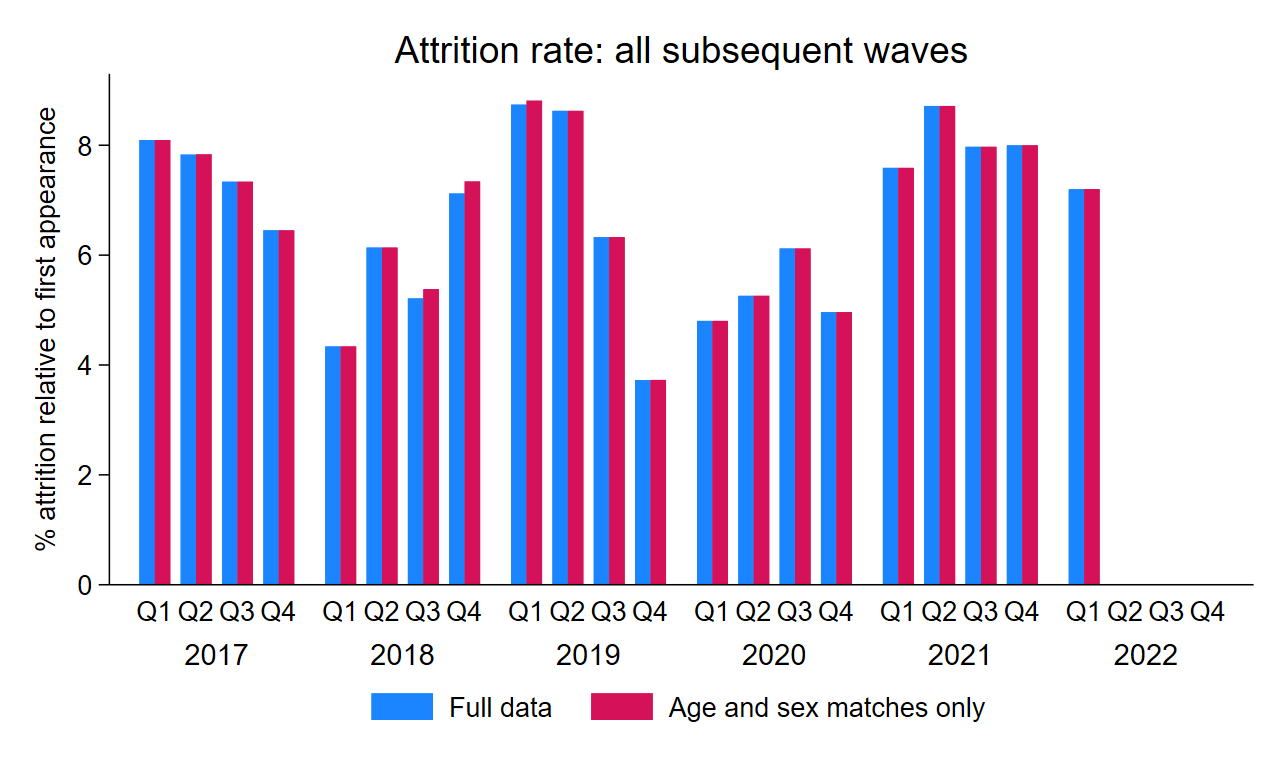 Attrition rate: all subsequent waves
% attrition relative to first appearance
8
6
4
2
0
Q1 Q2 Q3 Q4 Q1 Q2 Q3 Q4 Q1 Q2 Q3 Q4 Q1 Q2 Q3 Q4 Q1 Q2 Q3 Q4 Q1 Q2 Q3 Q4
2017 2018 2019 2020 2021 2022
Full data Age and sex matches only